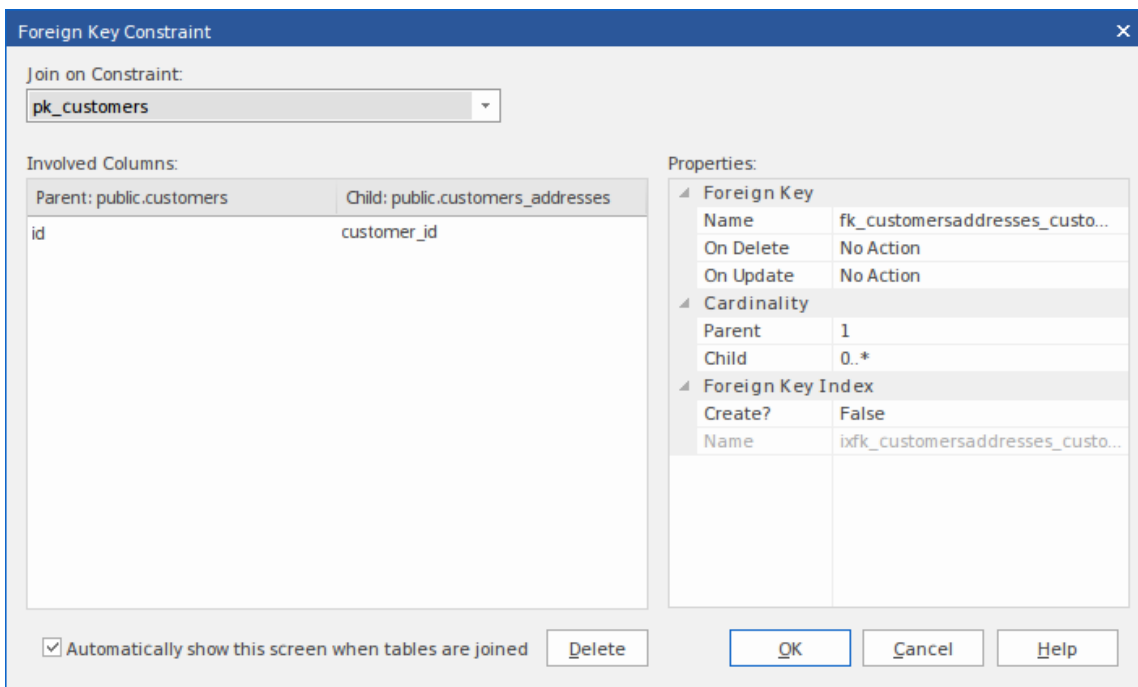 Foreign Key Constraint
Join on Constraint:
pk_customers
Involved Columns:
Parent: public.customers Child: public.customers_addresses
id customer_id
Properties:
Foreign Key
Name fk_customersaddresses_custo...
On Delete No Action
On Update No Action
Cardinality
Parent 1
Child 0..*
Foreign Key Index
Create? False
Name ixfk_customersaddresses_custo...
Automatically show this screen when tables are joined Delete OK Cancel Help